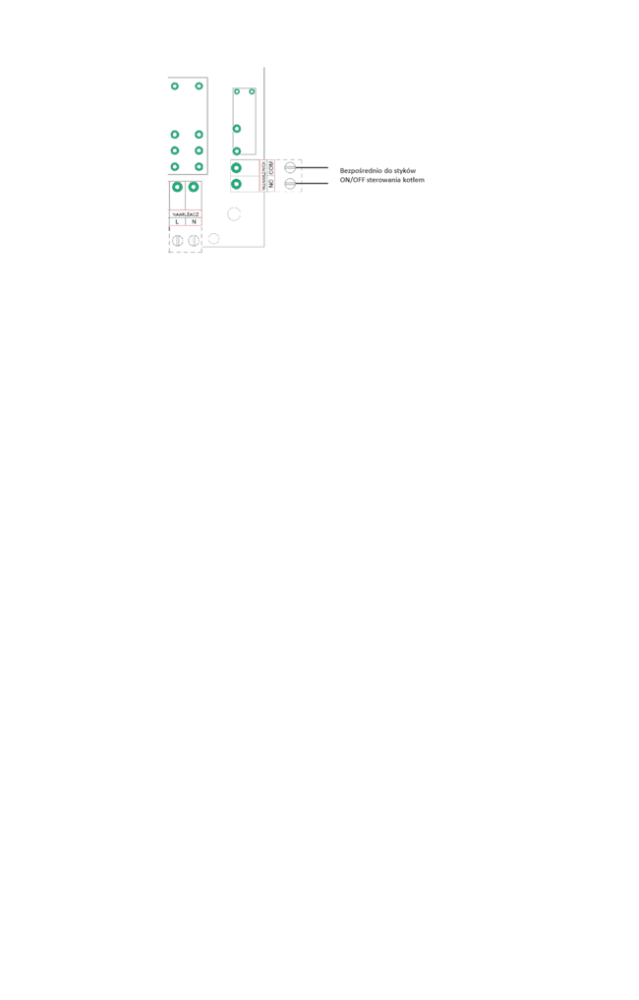 COM
NO
Bezpośrednio do styków
ON/OFF sterowania kotłem
NAWILŻACZ
L N